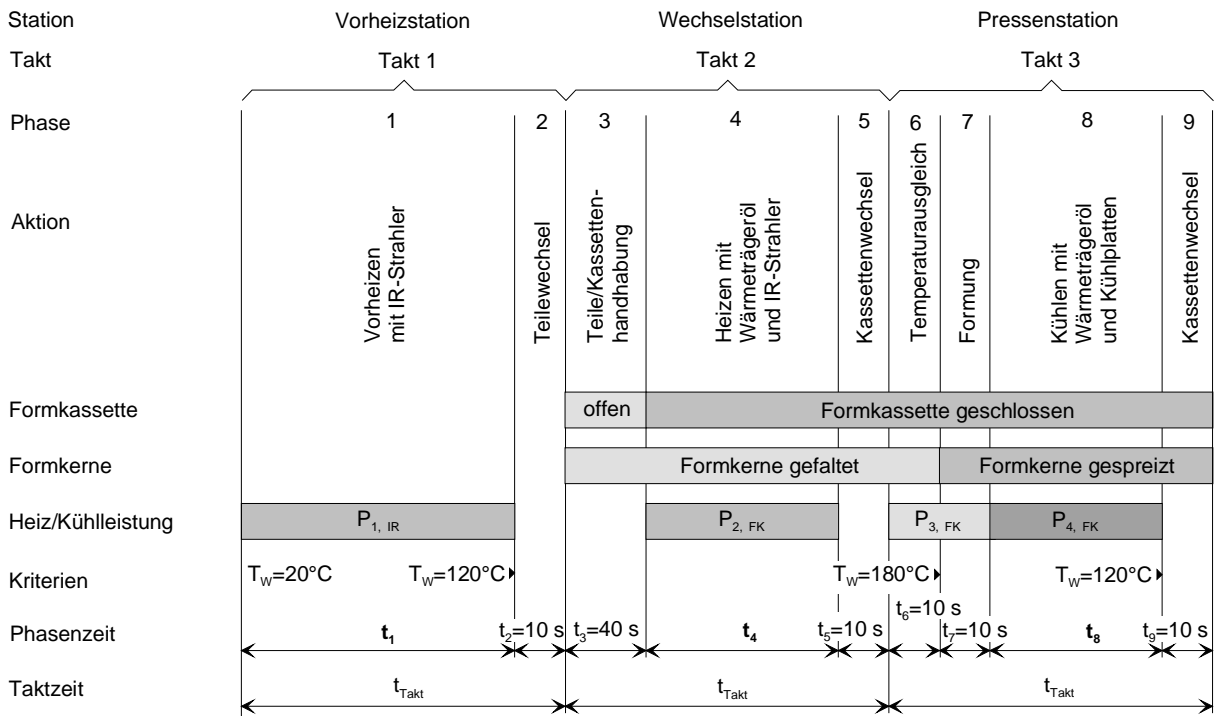 Station Vorheizstation Wechselstation Pressenstation
Takt Takt 1 Takt 2 Takt 3
Phase 1 2 3 4 5 6 7 8 9
Aktion
Vorheizen
mit IR-Strahler
Teilewechsel
Teile/Kassetten-
handhabung
Heizen mit
Wärmeträgeröl
und IR-Strahler
Kassettenwechsel
Temperaturausgleich
Formung
Kühlen mit
Wärmeträgeröl
und Kühlplatten
Kassettenwechsel
Formkassette offen Formkassette geschlossen
Formkerne Formkerne gefaltet Formkerne gespreizt
Heiz/Kühlleistung P1, IR P2, FK P3, FK P4, FK
Kriterien TW=20°C TW=120°C TW=180°C TW=120°C
Phasenzeit t1 t2=10 s t3=40 s t4 t5=10 s t6=10 s t7=10 s t8 t9=10 s
Taktzeit tTakt tTakt tTakt